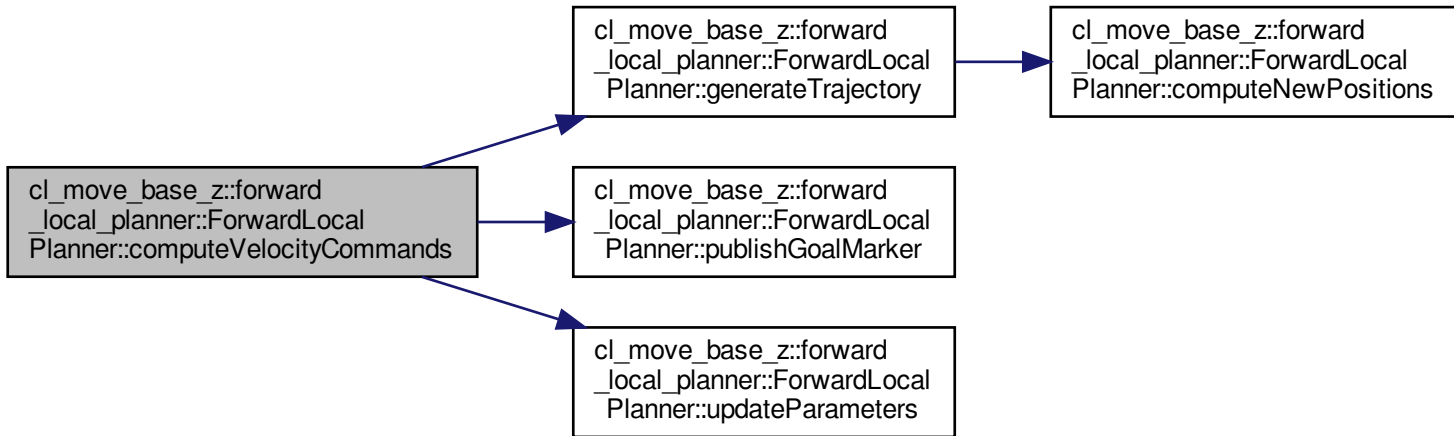 cl_move_base_z::forward
_local_planner::ForwardLocal
Planner::computeVelocityCommands
cl_move_base_z::forward
_local_planner::ForwardLocal
Planner::generateTrajectory
cl_move_base_z::forward
_local_planner::ForwardLocal
Planner::computeNewPositions
cl_move_base_z::forward
_local_planner::ForwardLocal
Planner::publishGoalMarker
cl_move_base_z::forward
_local_planner::ForwardLocal
Planner::updateParameters